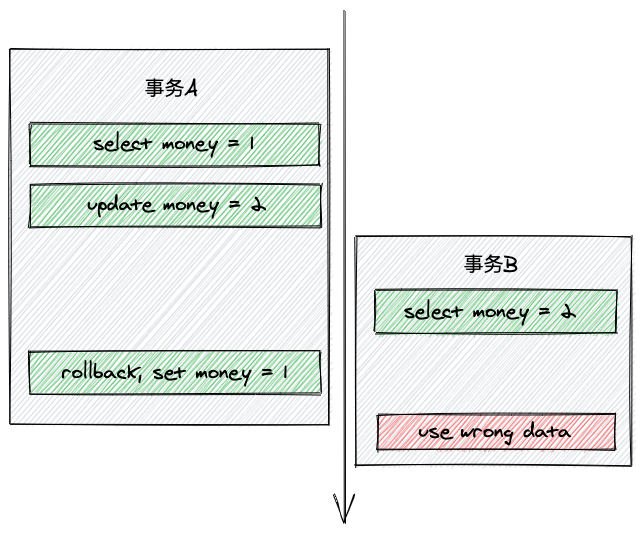 事务A
select money = 1
update money = 2
rollback, set money = 1
事务B
select money = 2
use wrong data